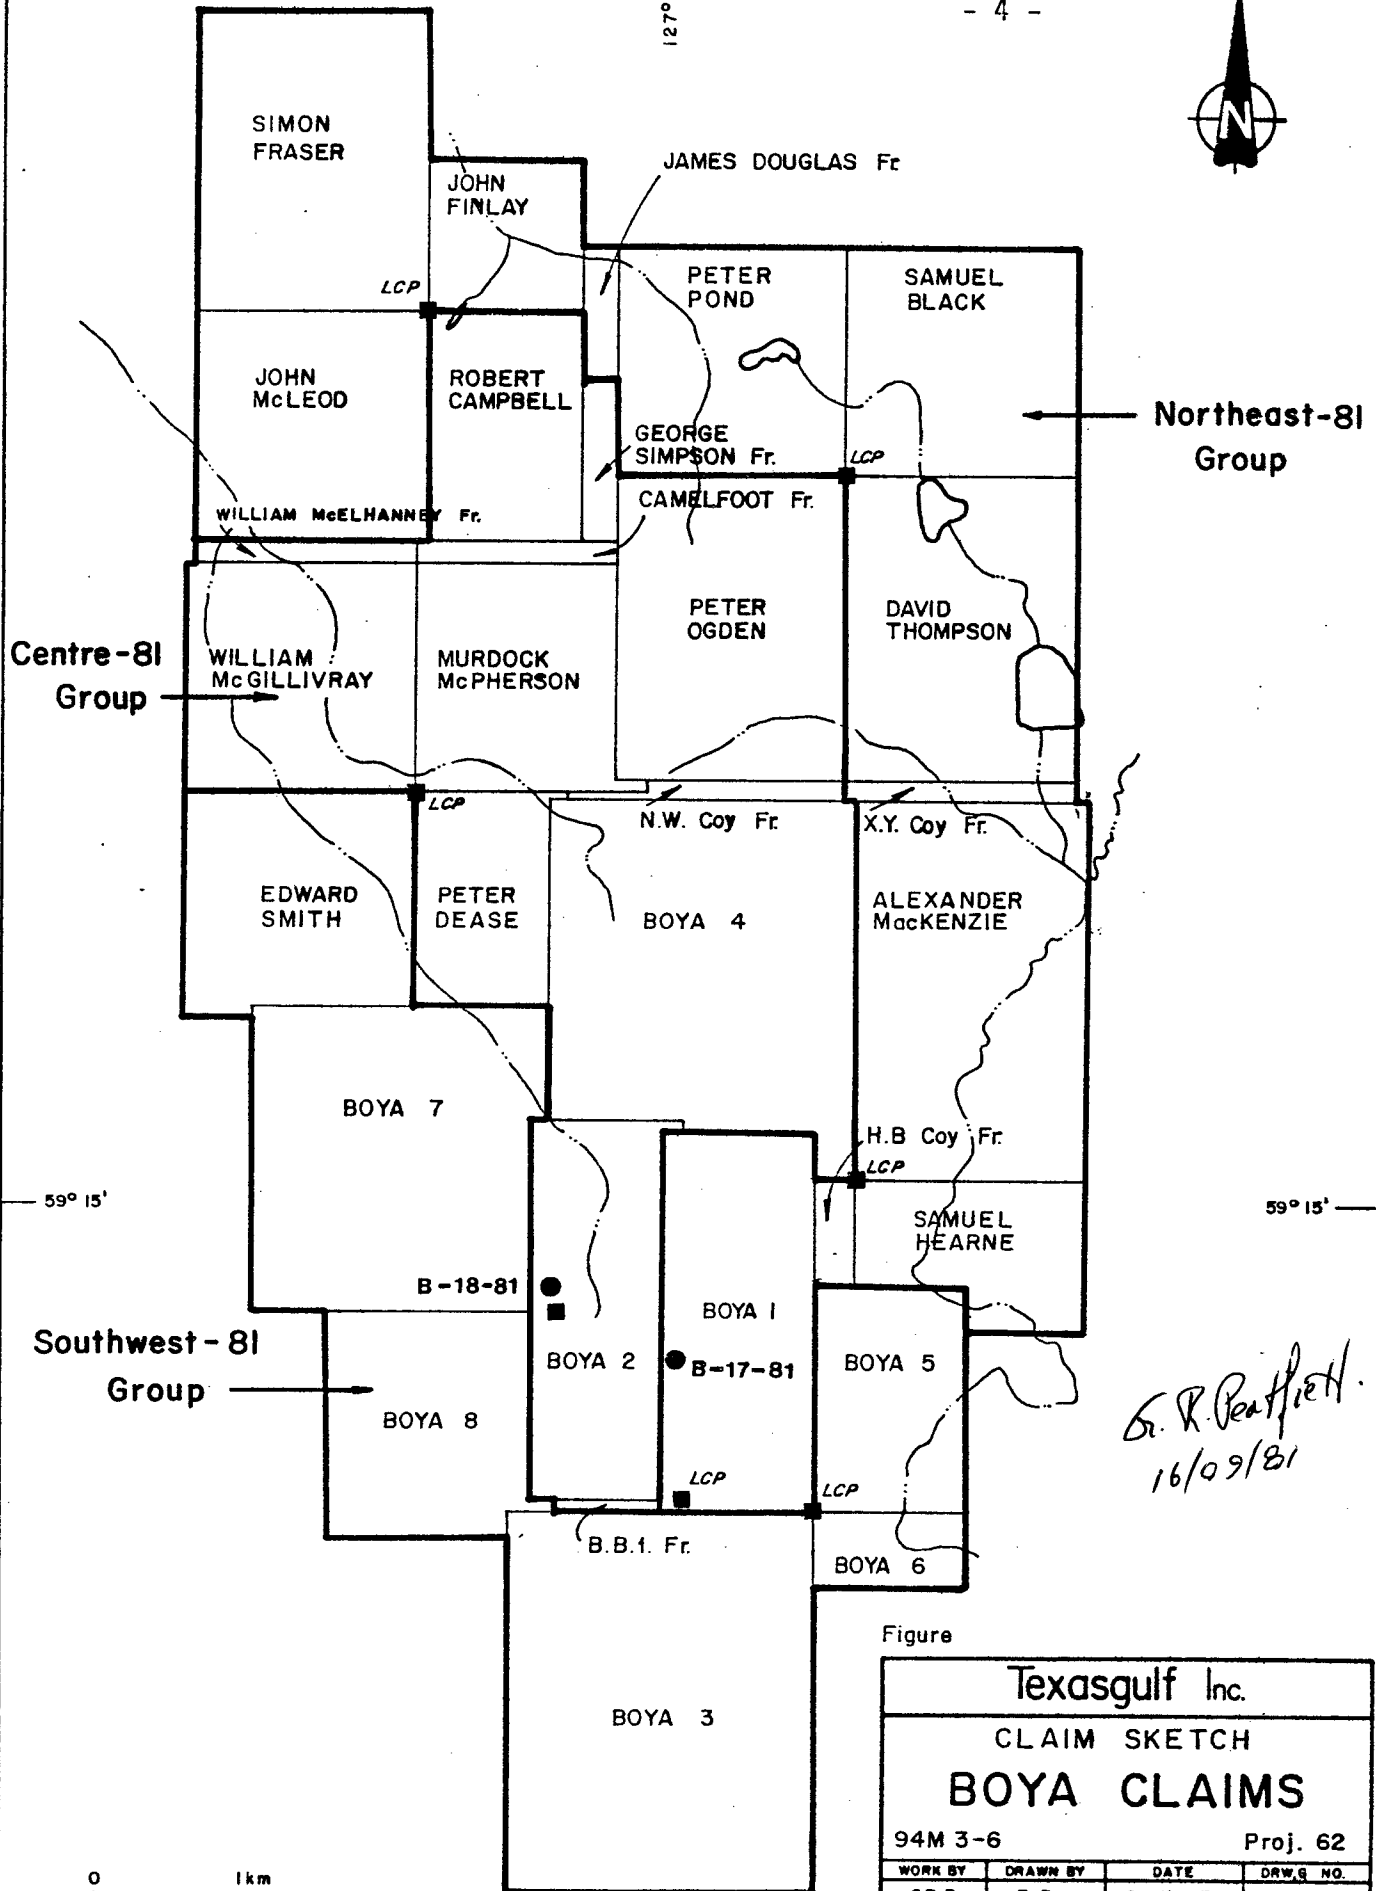 127°
- 4 -
N
SIMON
FRASER
JAMES DOUGLAS Fr.
JOHN
FINLAY
PETER
POND
SAMUEL
BLACK
LCP
JOHN
McLEOD
ROBERT
CAMPBELL
Northeast-81
Group
GEORGE
SIMPSON Fr.
LCP
CAMELFOOT Fr.
WILLIAM McELHANNEY Fr.
PETER
OGDEN
DAVID
THOMPSON
Centre-81
Group
WILLIAM
McGILLIVRAY
MURDOCK
McPHERSON
LCP
N.W. Coy Fr.
X.Y. Coy Fr.
EDWARD
SMITH
PETER
DEASE
BOYA 4
ALEXANDER
MacKENZIE
BOYA 7
H.B Coy Fr.
LCP
59° 15'
59° 15'
SAMUEL
HEARNE
B-18-81
BOYA 1
Southwest-81
Group
BOYA 2
B-17-81
BOYA 5
BOYA 8
LCP
LCP
16/09/81
B.B.1. Fr.
BOYA 6
Figure
Texasgulf Inc.
CLAIM SKETCH
BOYA CLAIMS
94M 3-6 Proj. 62
WORK BY DRAWN BY DATE DRW,G NO.
BOYA 3
0 1km